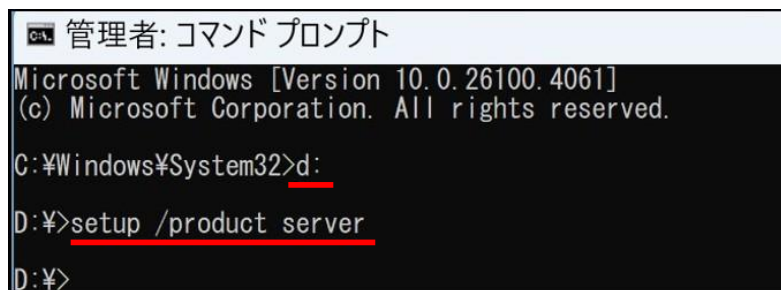 管理者: コマンド プロンプト
Microsoft Windows [Version 10.0.26100.4061]
(c) Microsoft Corporation. All rights reserved.
C:¥Windows¥System32>d:
D:¥>setup /product server
D:¥>